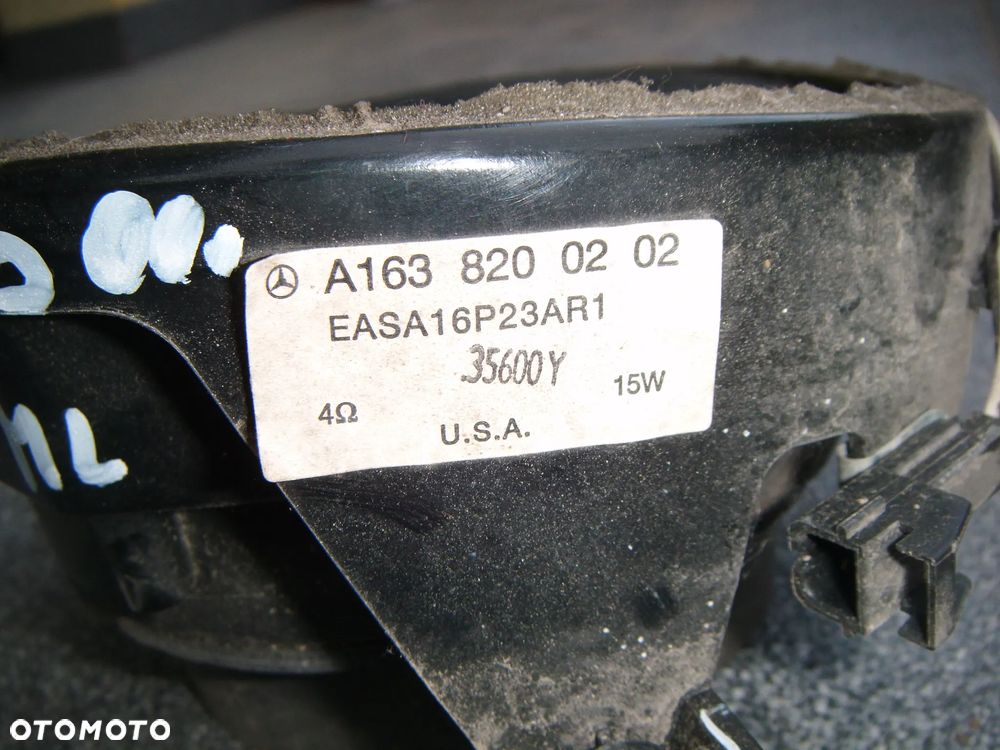 A163 820 02 02
EASA16P23AR1
35600Y
4Ω 15W
U.S.A.
ML
OTOMOTO